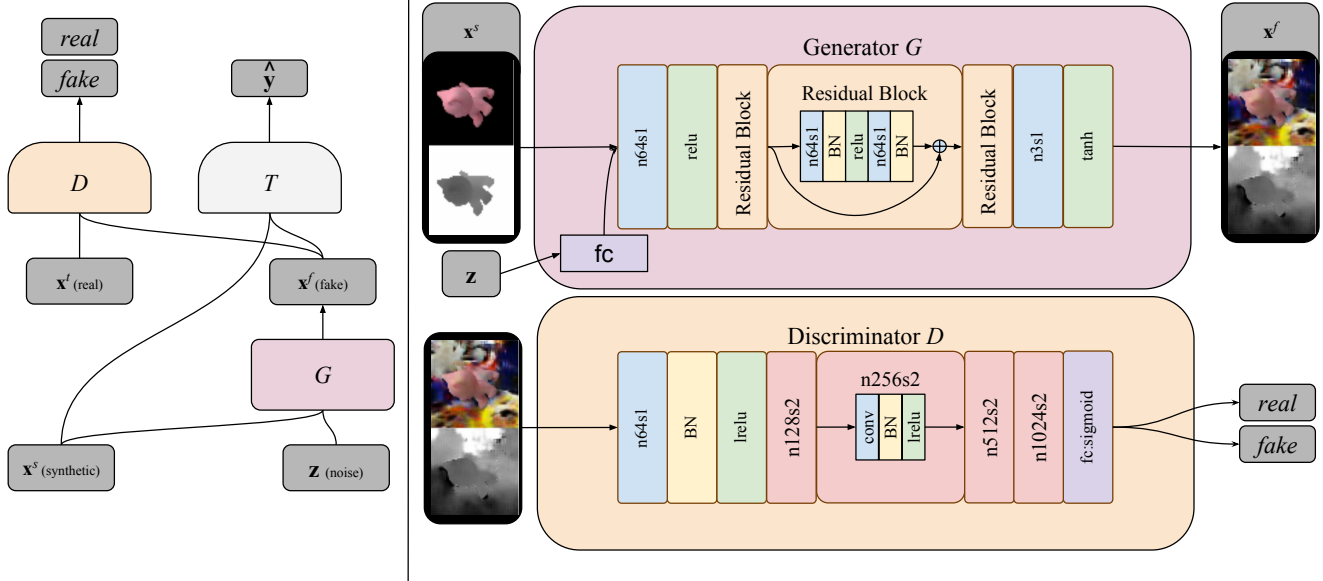 real
fake
ŷ
D
T
x^t (real)
x^f (fake)
G
x^s (synthetic)
z (noise)
x^s
z
Generator G
fc
n64s1
relu
Residual Block
Residual Block
n64s1
BN
relu
n64s1
BN
Residual Block
n3s1
tanh
x^f
Discriminator D
n64s1
BN
lrelu
n128s2
n256s2
conv
BN
lrelu
n512s2
n1024s2
fc:sigmoid
real
fake